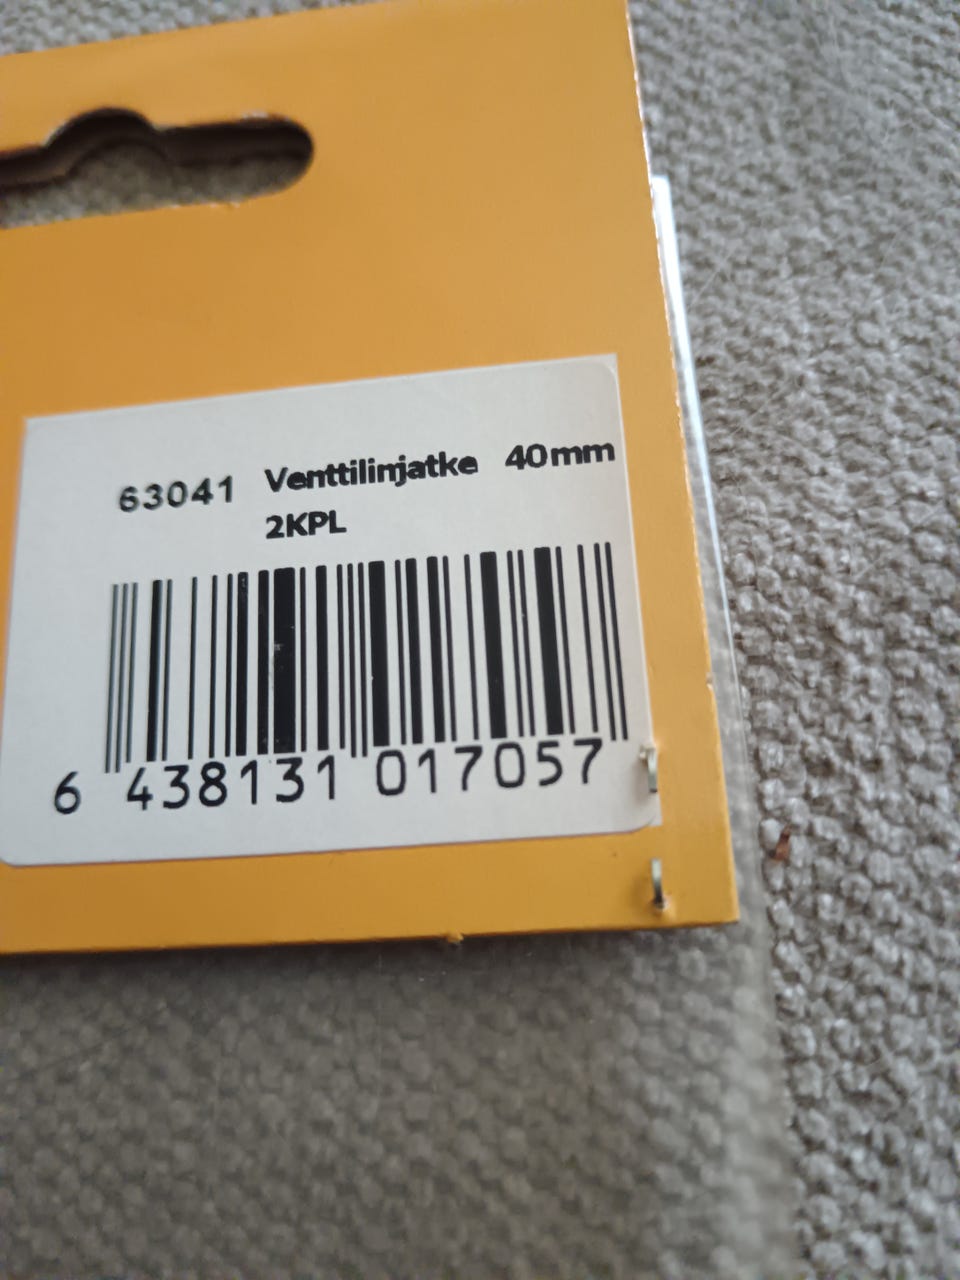 63041 Venttilinjatke 40mm
2KPL
6 438131 017057